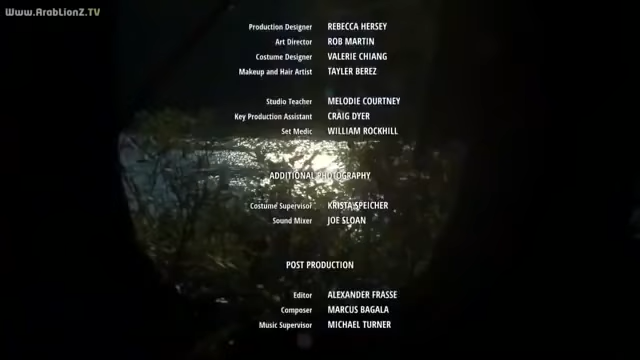 Www.ArabLionZ.TV
Production Designer REBECCA HERSEY
Art Director ROB MARTIN
Costume Designer VALERIE CHIANG
Makeup and Hair Artist TAYLER BEREZ
Studio Teacher MELODIE COURTNEY
Key Production Assistant CRAIG DYER
Set Medic WILLIAM ROCKHILL
ADDITIONAL PHOTOGRAPHY
Costume Supervisor KRISTA SPEICHER
Sound Mixer JOE SLOAN
POST PRODUCTION
Editor ALEXANDER FRASSE
Composer MARCUS BAGALA
Music Supervisor MICHAEL TURNER